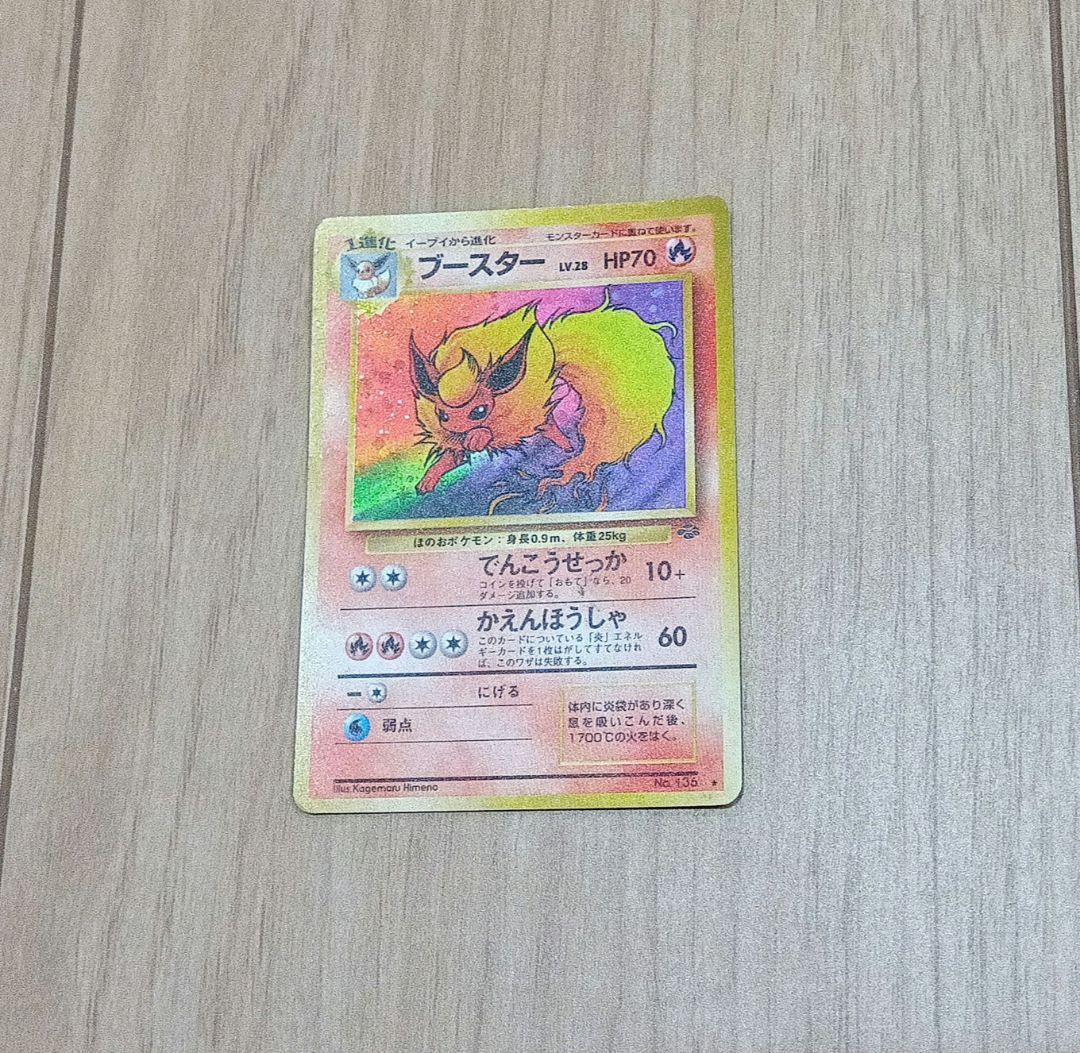 1進化 イーブイから進化 モンスターカードに重ねて使います。
ブースター LV.28 HP70
ほのおポケモン：身長0.9m、体重25kg
でんこうせっか 10+
コインを投げて「おもて」なら、20
ダメージ追加する。
かえんほうしゃ 60
このカードについている「炎」エネル
ギーカードを1枚はがしてすてなけれ
ば、このワザは失敗する。
にげる
弱点
体内に炎袋があり深く
息を吸いこんだ後、
1700℃の火をはく。
Illus. Kagemaru Himeno No. 136 ★